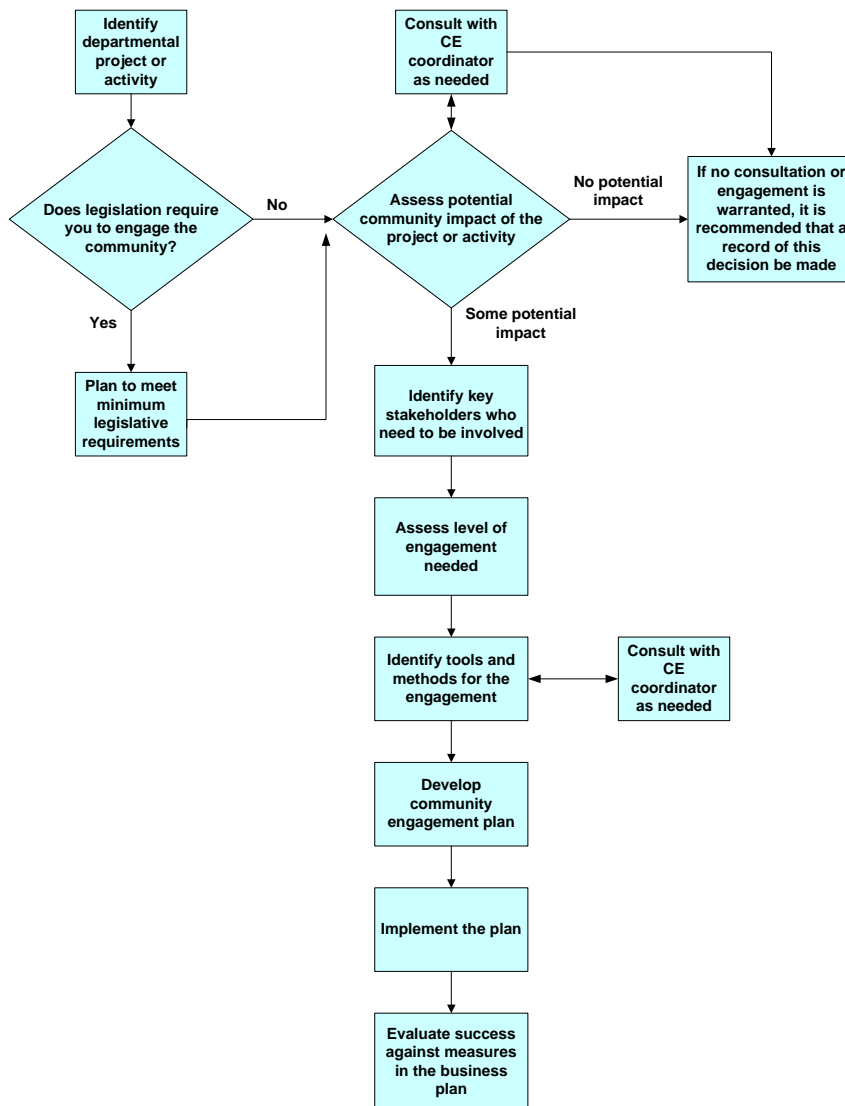 Identify
departmental
project or
activity
Consult with
CE
coordinator
as needed
Does legislation require
you to engage the
community?
No
Assess potential
community impact of the
project or activity
No potential
impact
If no consultation or
engagement is
warranted, it is
recommended that a
record of this
decision be made
Yes
Some potential
impact
Plan to meet
minimum
legislative
requirements
Identify key
stakeholders who
need to be involved
Assess level of
engagement
needed
Identify tools and
methods for the
engagement
Consult with
CE
coordinator
as needed
Develop
community
engagement plan
Implement the plan
Evaluate success
against measures
in the business
plan